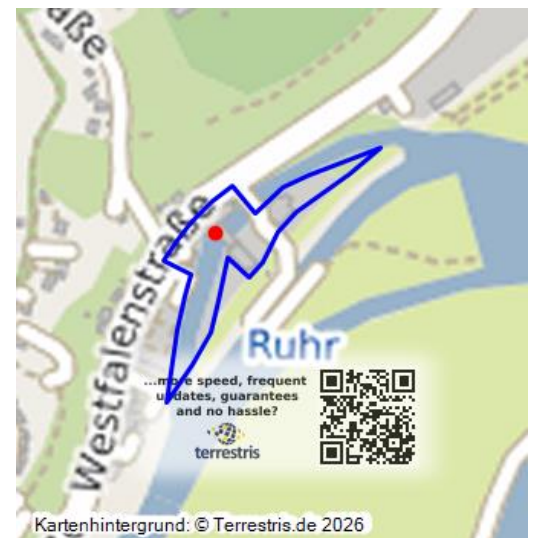 aße
Westfalenstraße
Ruhr
...more speed, frequent
updates, guarantees
and no hassle?
terrestris
Kartenhintergrund: © Terrestris.de 2026